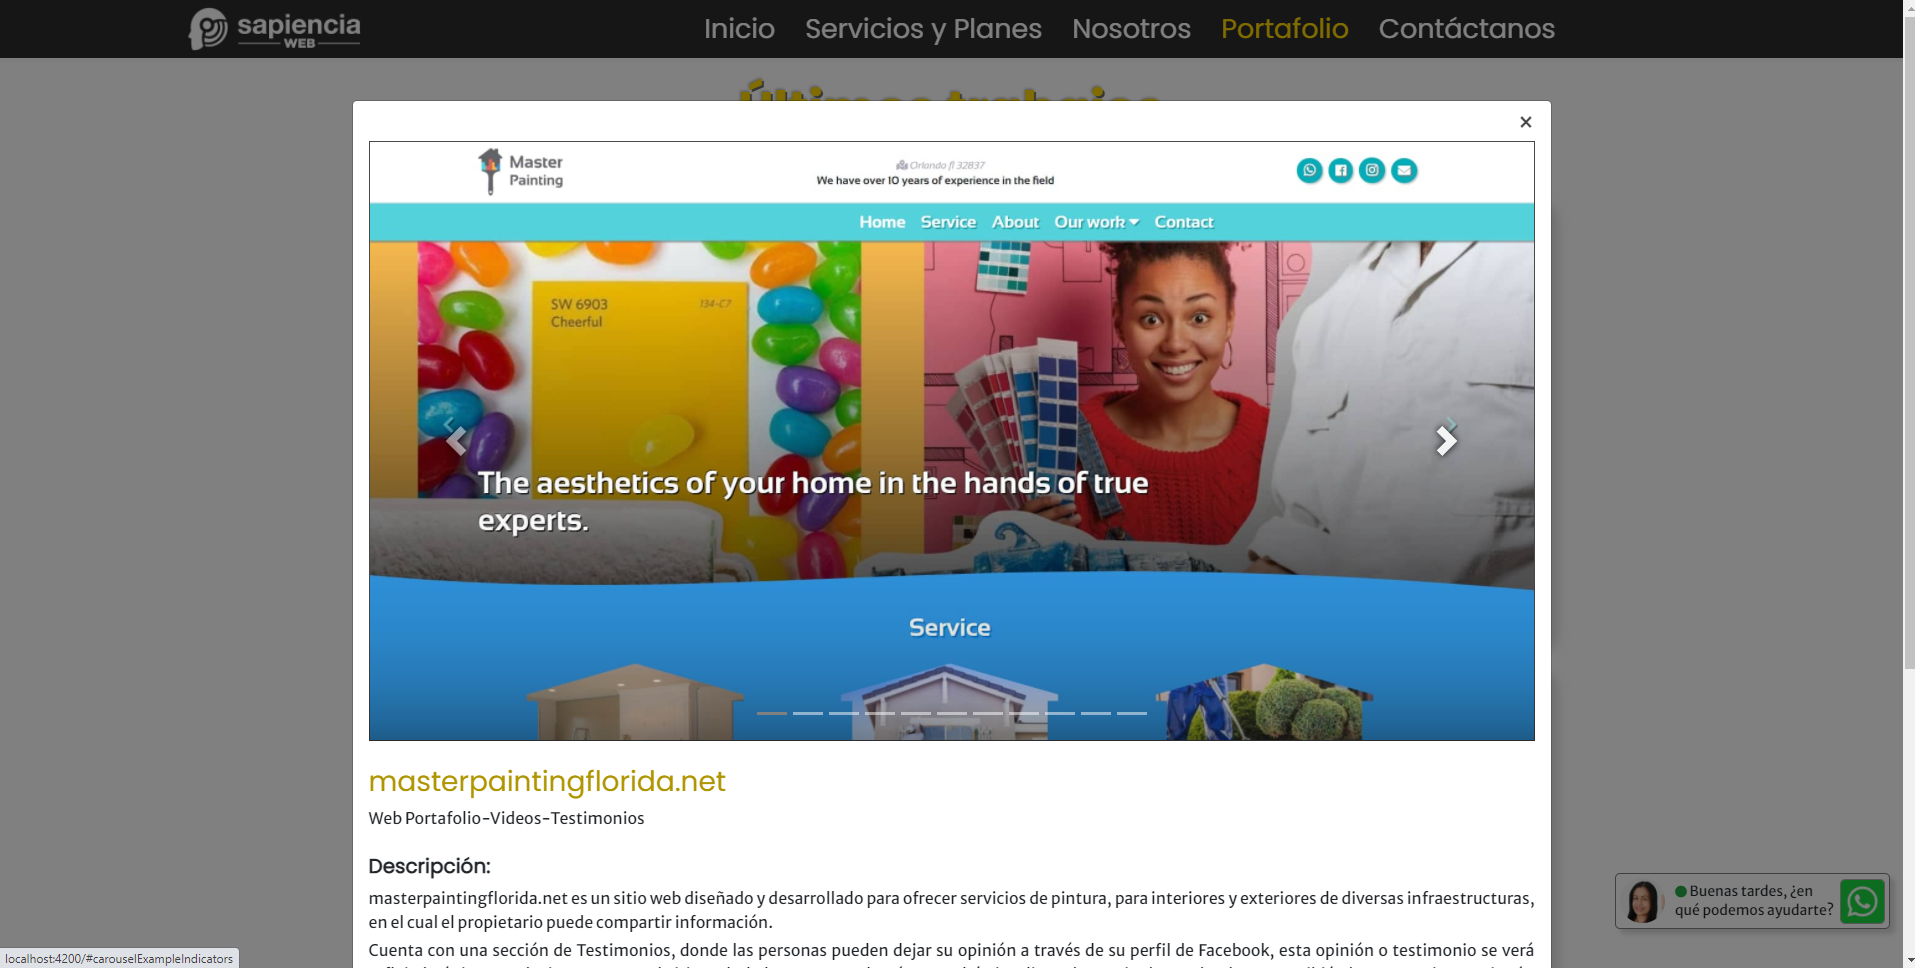 sapiencia
WEB
Inicio Servicios y Planes Nosotros Portafolio Contáctanos
×
Master
Painting
Orlando fl 32837
We have over 10 years of experience in the field
Home Service About Our work Contact
SW 6903
Cheerful
134-C7
The aesthetics of your home in the hands of true
experts.
Service
masterpaintingflorida.net
Web Portafolio-Videos-Testimonios
Descripción:
masterpaintingflorida.net es un sitio web diseñado y desarrollado para ofrecer servicios de pintura, para interiores y exteriores de diversas infraestructuras,
en el cual el propietario puede compartir información.
Cuenta con una sección de Testimonios, donde las personas pueden dejar su opinión a través de su perfil de Facebook, esta opinión o testimonio se verá
Buenas tardes, ¿en
qué podemos ayudarte?
localhost:4200/#carouselExampleIndicators